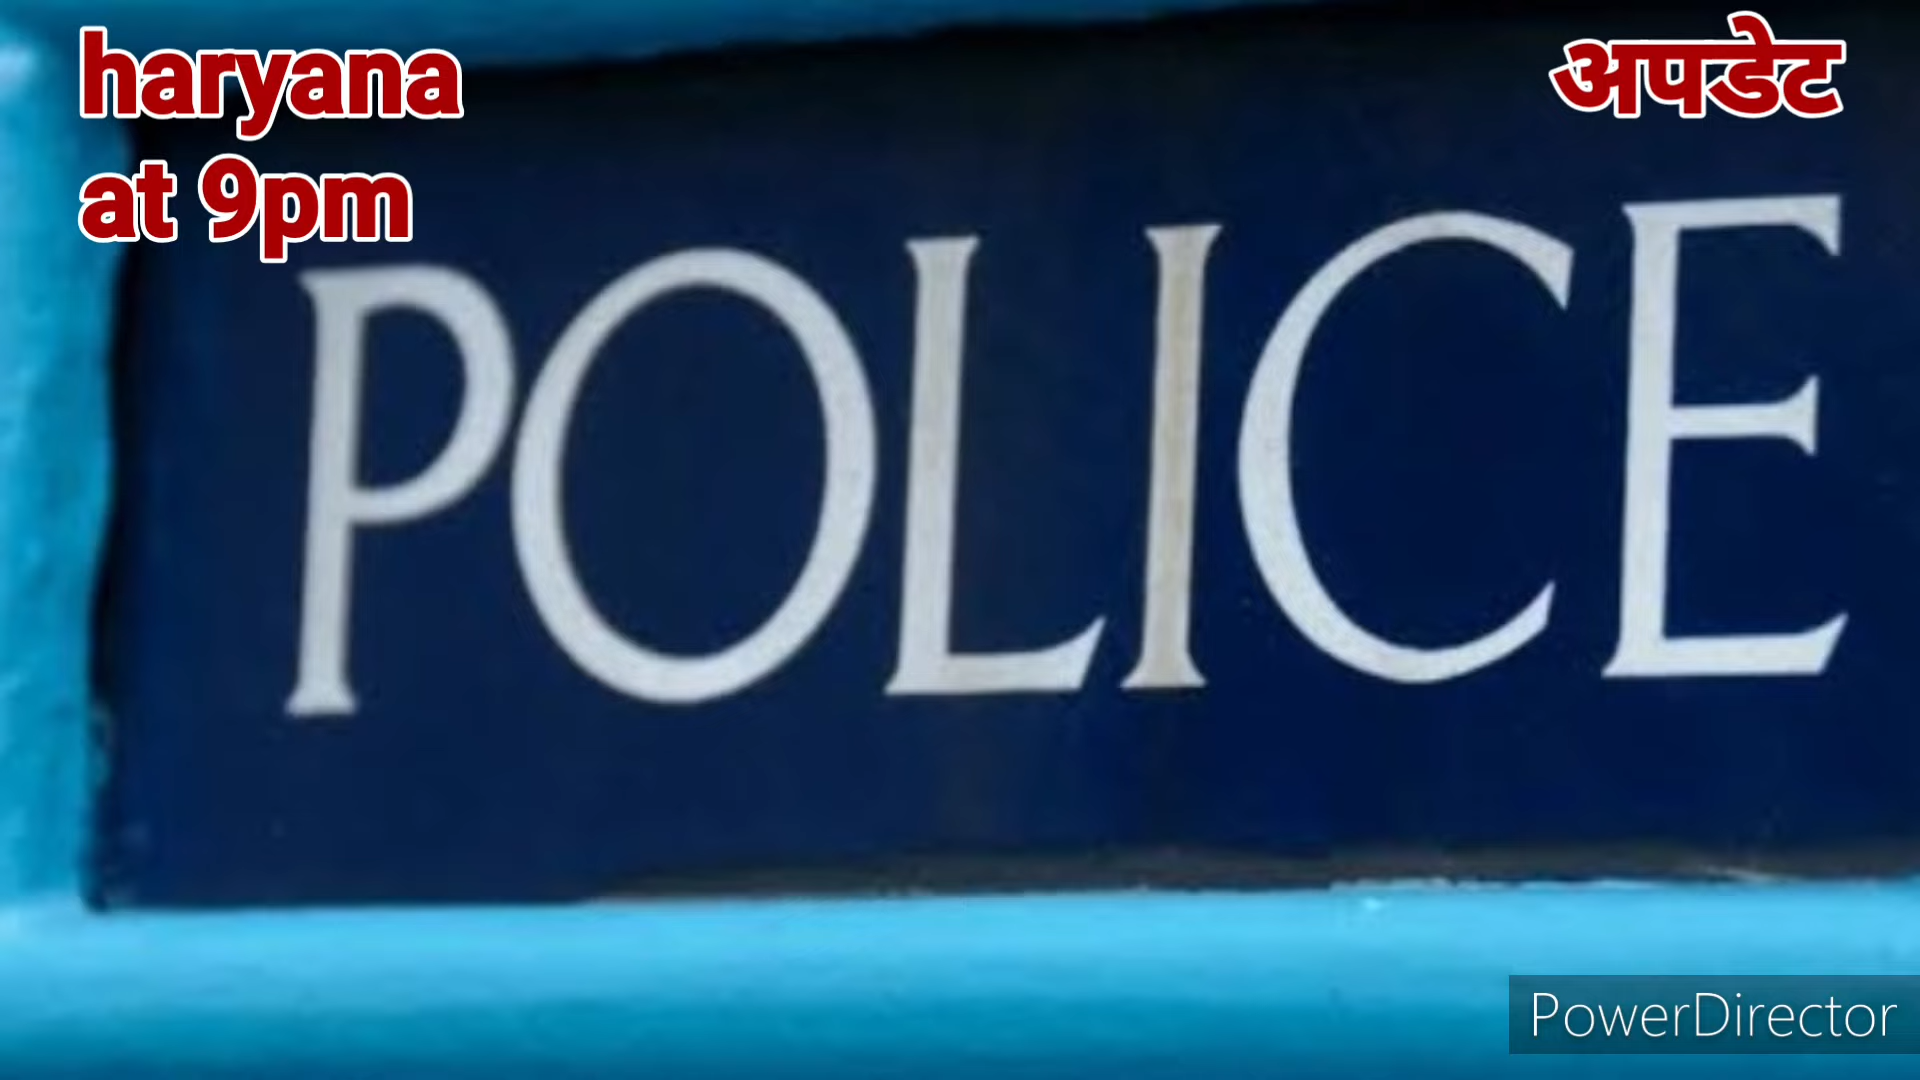 haryana
at 9pm
अपडेट
POLICE
PowerDirector